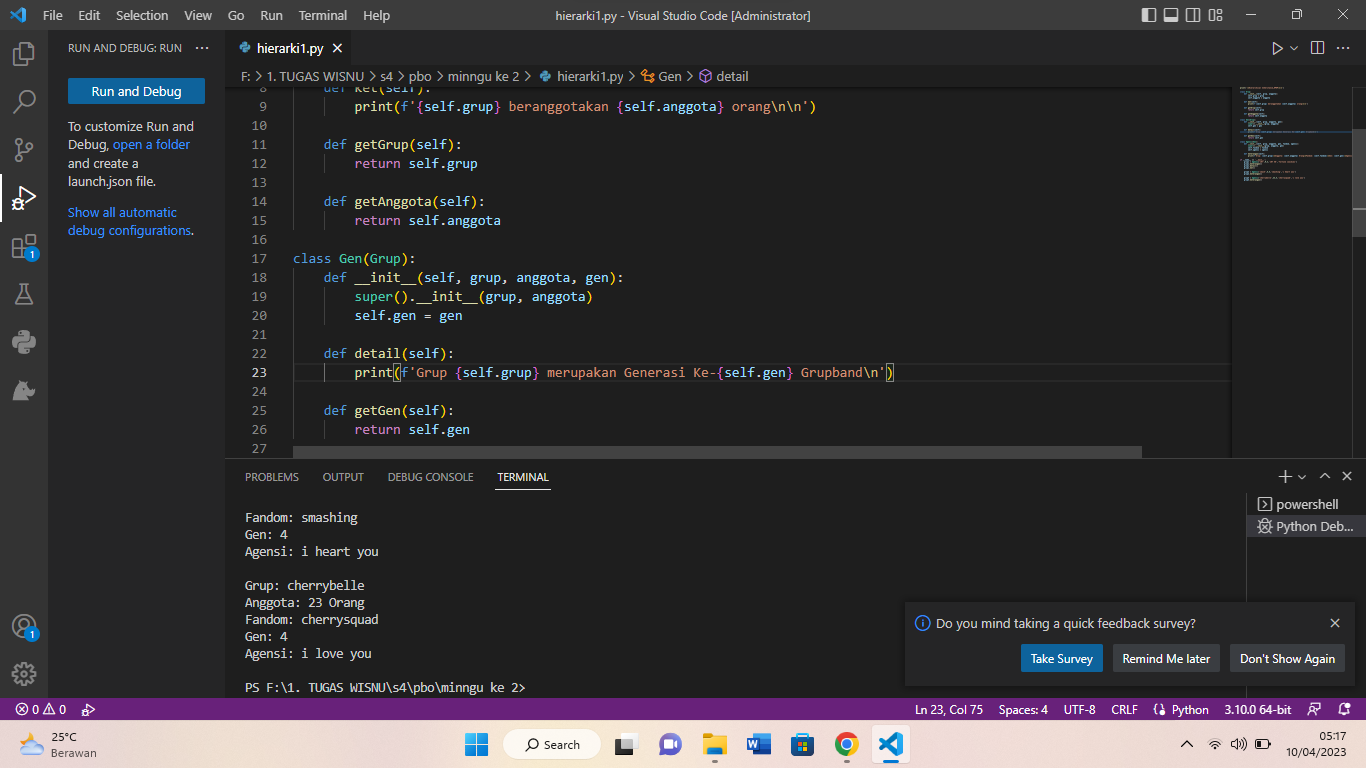 File Edit Selection View Go Run Terminal Help
hierarki1.py - Visual Studio Code [Administrator]
RUN AND DEBUG: RUN
hierarki1.py
F: > 1. TUGAS WISNU > s4 > pbo > minngu ke 2 > hierarki1.py > Gen > detail
Run and Debug
To customize Run and
Debug, open a folder
and create a
launch.json file.
Show all automatic
debug configurations.
8 def ket(self):
9 print(f'{self.grup} beranggotakan {self.anggota} orang\n\n')
10
11 def getGrup(self):
12 return self.grup
13
14 def getAnggota(self):
15 return self.anggota
16
17 class Gen(Grup):
18 def __init__(self, grup, anggota, gen):
19 super().__init__(grup, anggota)
20 self.gen = gen
21
22 def detail(self):
23 print(f'Grup {self.grup} merupakan Generasi Ke-{self.gen} Grupband\n')
24
25 def getGen(self):
26 return self.gen
27
PROBLEMS OUTPUT DEBUG CONSOLE TERMINAL
powershell
Python Deb...
Fandom: smashing
Gen: 4
Agensi: i heart you
Grup: cherrybelle
Anggota: 23 Orang
Fandom: cherrysquad
Gen: 4
Agensi: i love you
PS F:\1. TUGAS WISNU\s4\pbo\minngu ke 2>
Do you mind taking a quick feedback survey?
Take Survey Remind Me later Don't Show Again
1
1
0 0
Ln 23, Col 75 Spaces: 4 UTF-8 CRLF Python 3.10.0 64-bit
25°C
Berawan
Search
05:17
10/04/2023